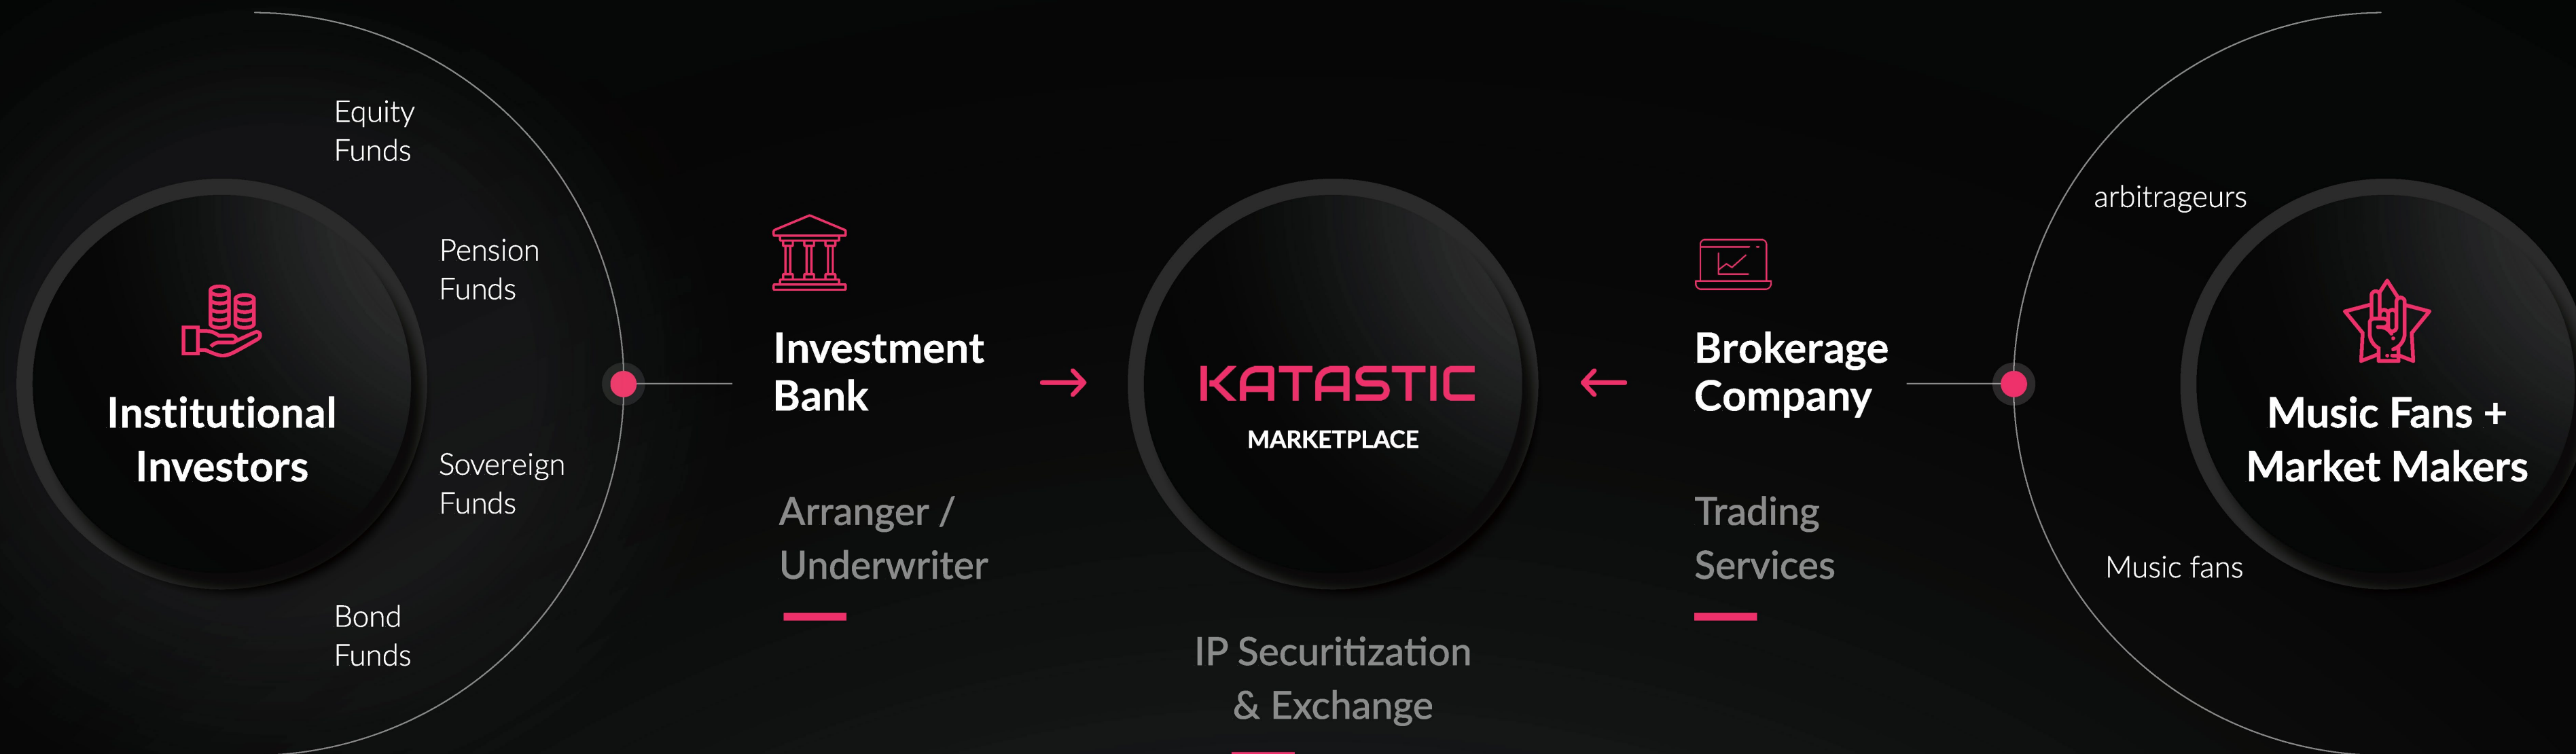 Equity
Funds
Pension
Funds
Institutional
Investors
Sovereign
Funds
Bond
Funds
Investment
Bank
Arranger /
Underwriter
KATASTIC
MARKETPLACE
IP Securitization
& Exchange
Brokerage
Company
Trading
Services
arbitrageurs
Music Fans +
Market Makers
Music fans